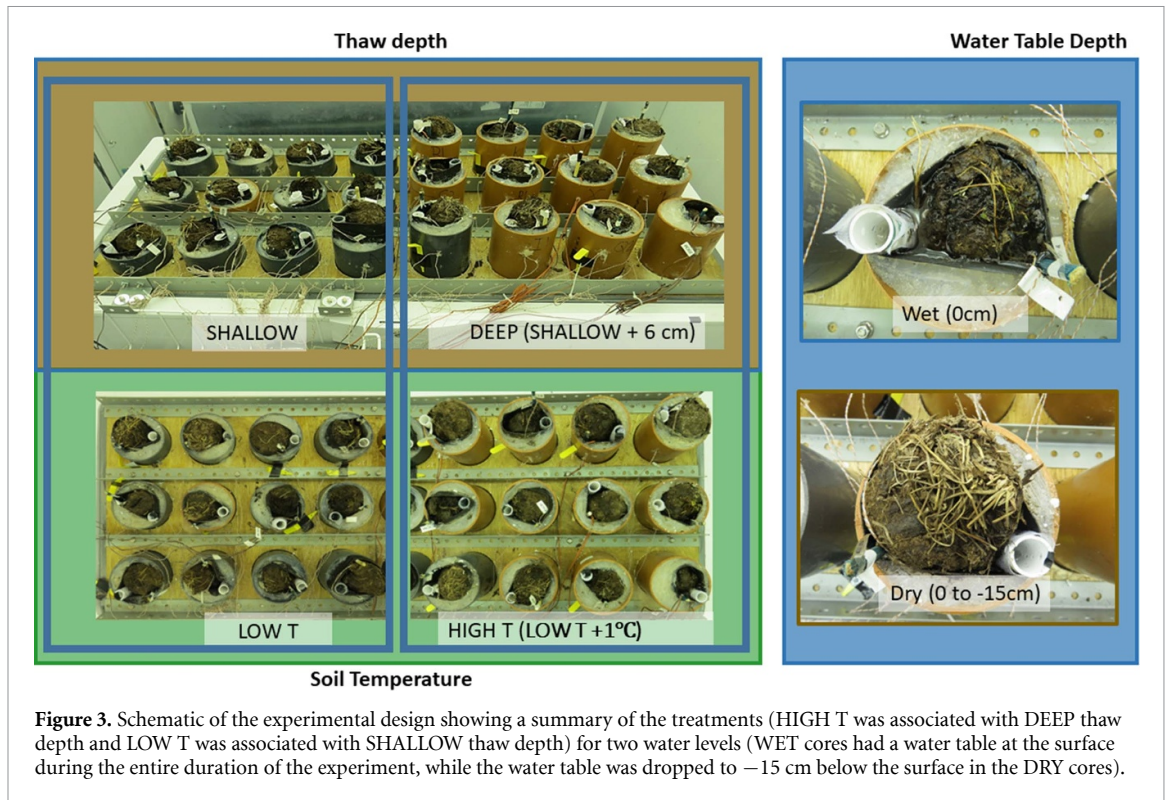 Thaw depth
Water Table Depth
SHALLOW
DEEP (SHALLOW + 6 cm)
Wet (0cm)
LOW T
HIGH T (LOW T +1°C)
Dry (0 to -15cm)
Soil Temperature
Figure 3. Schematic of the experimental design showing a summary of the treatments (HIGH T was associated with DEEP thaw
depth and LOW T was associated with SHALLOW thaw depth) for two water levels (WET cores had a water table at the surface
during the entire duration of the experiment, while the water table was dropped to −15 cm below the surface in the DRY cores).